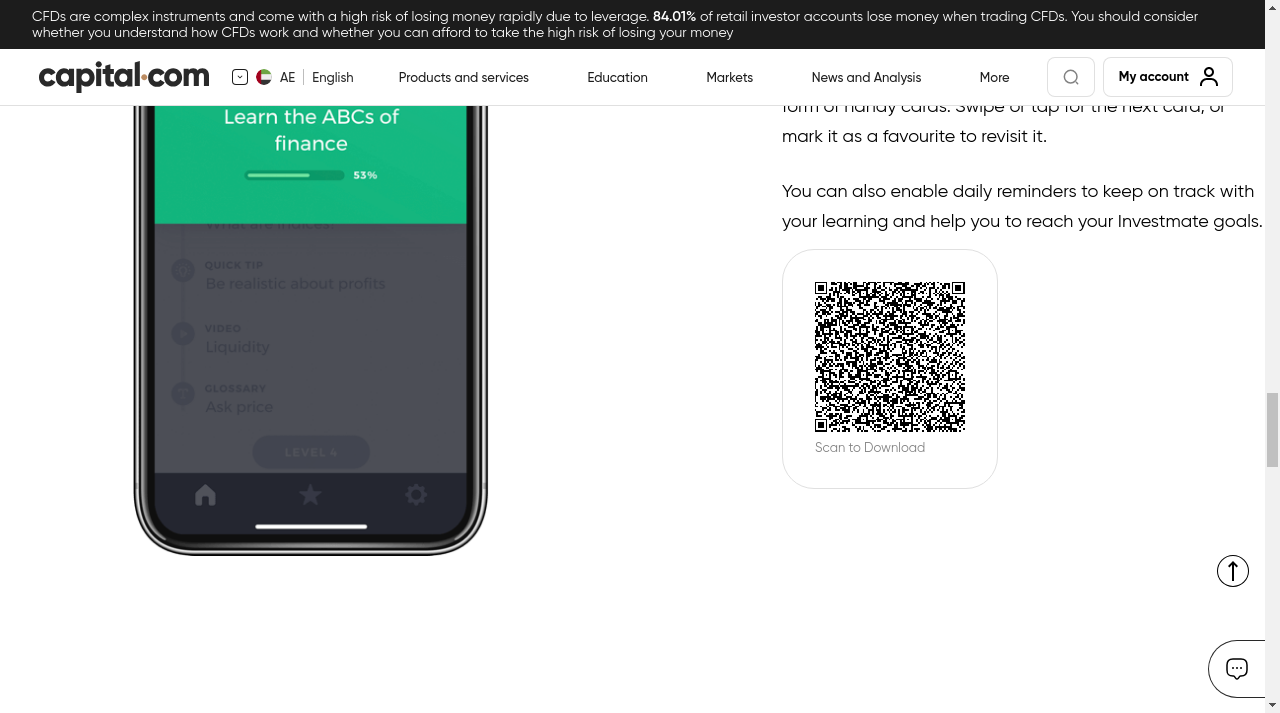 CFDs are complex instruments and come with a high risk of losing money rapidly due to leverage. 84.01% of retail investor accounts lose money when trading CFDs. You should consider
whether you understand how CFDs work and whether you can afford to take the high risk of losing your money
capital.com
AE English
Products and services
Education
Markets
News and Analysis
More
My account
form of handy cards. Swipe or tap for the next card, or
mark it as a favourite to revisit it.
You can also enable daily reminders to keep on track with
your learning and help you to reach your Investmate goals.
Scan to Download
Learn the ABCs of
finance
53%
What are indices?
QUICK TIP
Be realistic about profits
VIDEO
Liquidity
GLOSSARY
Ask price
LEVEL 4